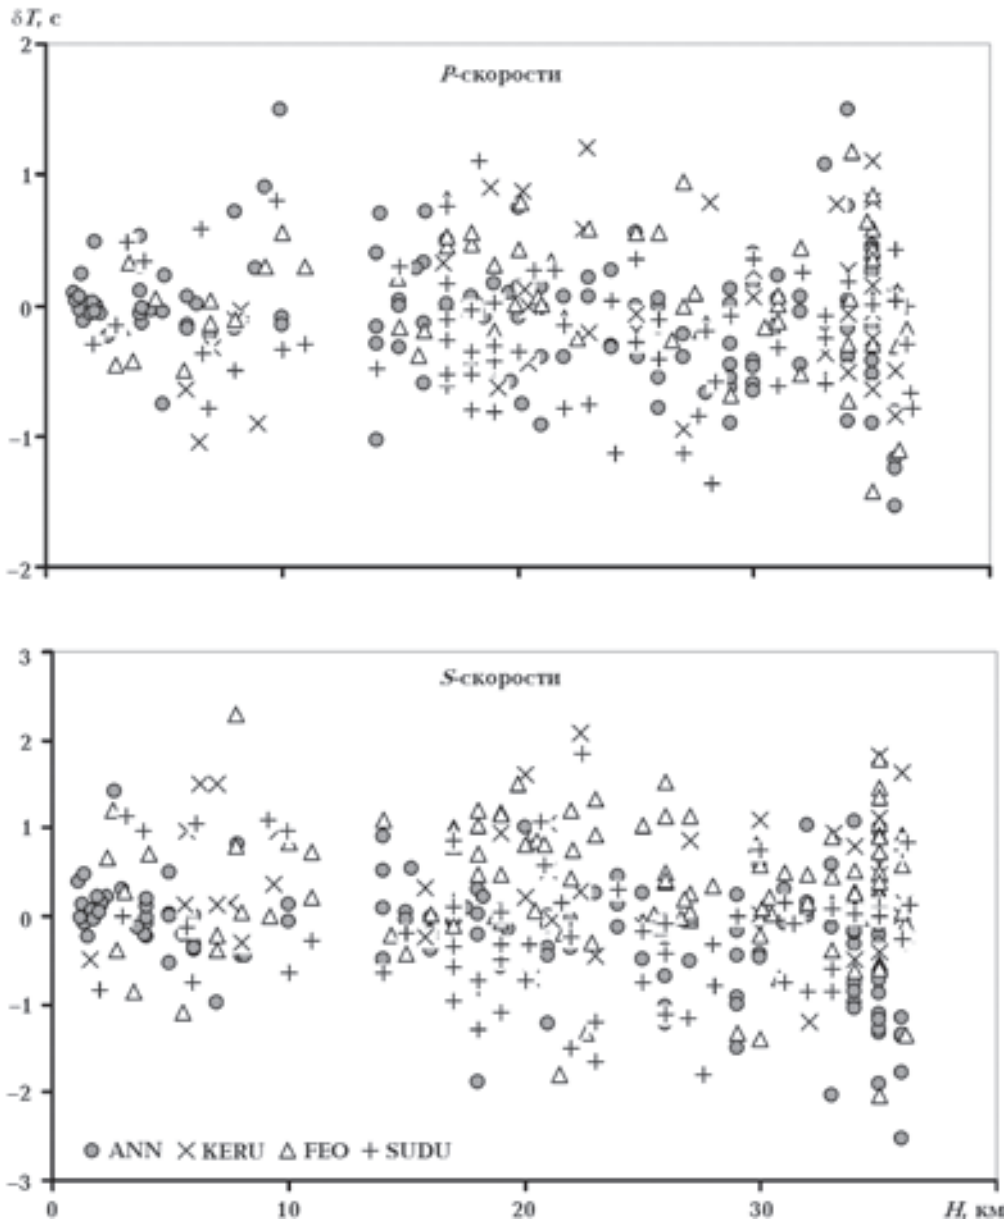 δT, с
2
P-скорости
1
0
–1
–2
3
S-скорости
2
1
0
–1
–2
ANN KERU FEO SUDU
–3
0 10 20 30 H, км